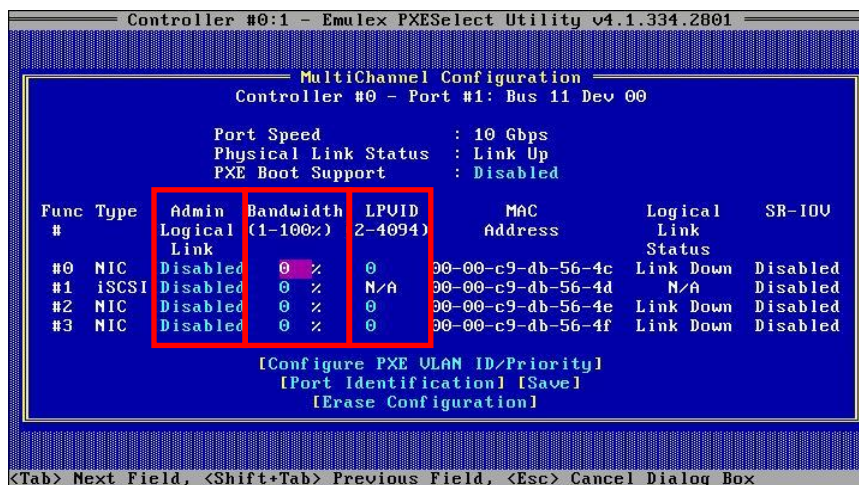 Controller #0:1 - Emulex PXESelect Utility v4.1.334.2801
MultiChannel Configuration
Controller #0 - Port #1: Bus 11 Dev 00
Port Speed : 10 Gbps
Physical Link Status : Link Up
PXE Boot Support : Disabled
Func Type Admin Bandwidth LPVID MAC Logical SR-IOV
# Logical (1-100%) 2-4094) Address Link
Link Status
#0 NIC Disabled 0 % 0 00-00-c9-db-56-4c Link Down Disabled
#1 iSCSI Disabled 0 % N/A 00-00-c9-db-56-4d N/A Disabled
#2 NIC Disabled 0 % 0 00-00-c9-db-56-4e Link Down Disabled
#3 NIC Disabled 0 % 0 00-00-c9-db-56-4f Link Down Disabled
[Configure PXE VLAN ID/Priority]
[Port Identification] [Save]
[Erase Configuration]
<Tab> Next Field, <Shift+Tab> Previous Field, <Esc> Cancel Dialog Box